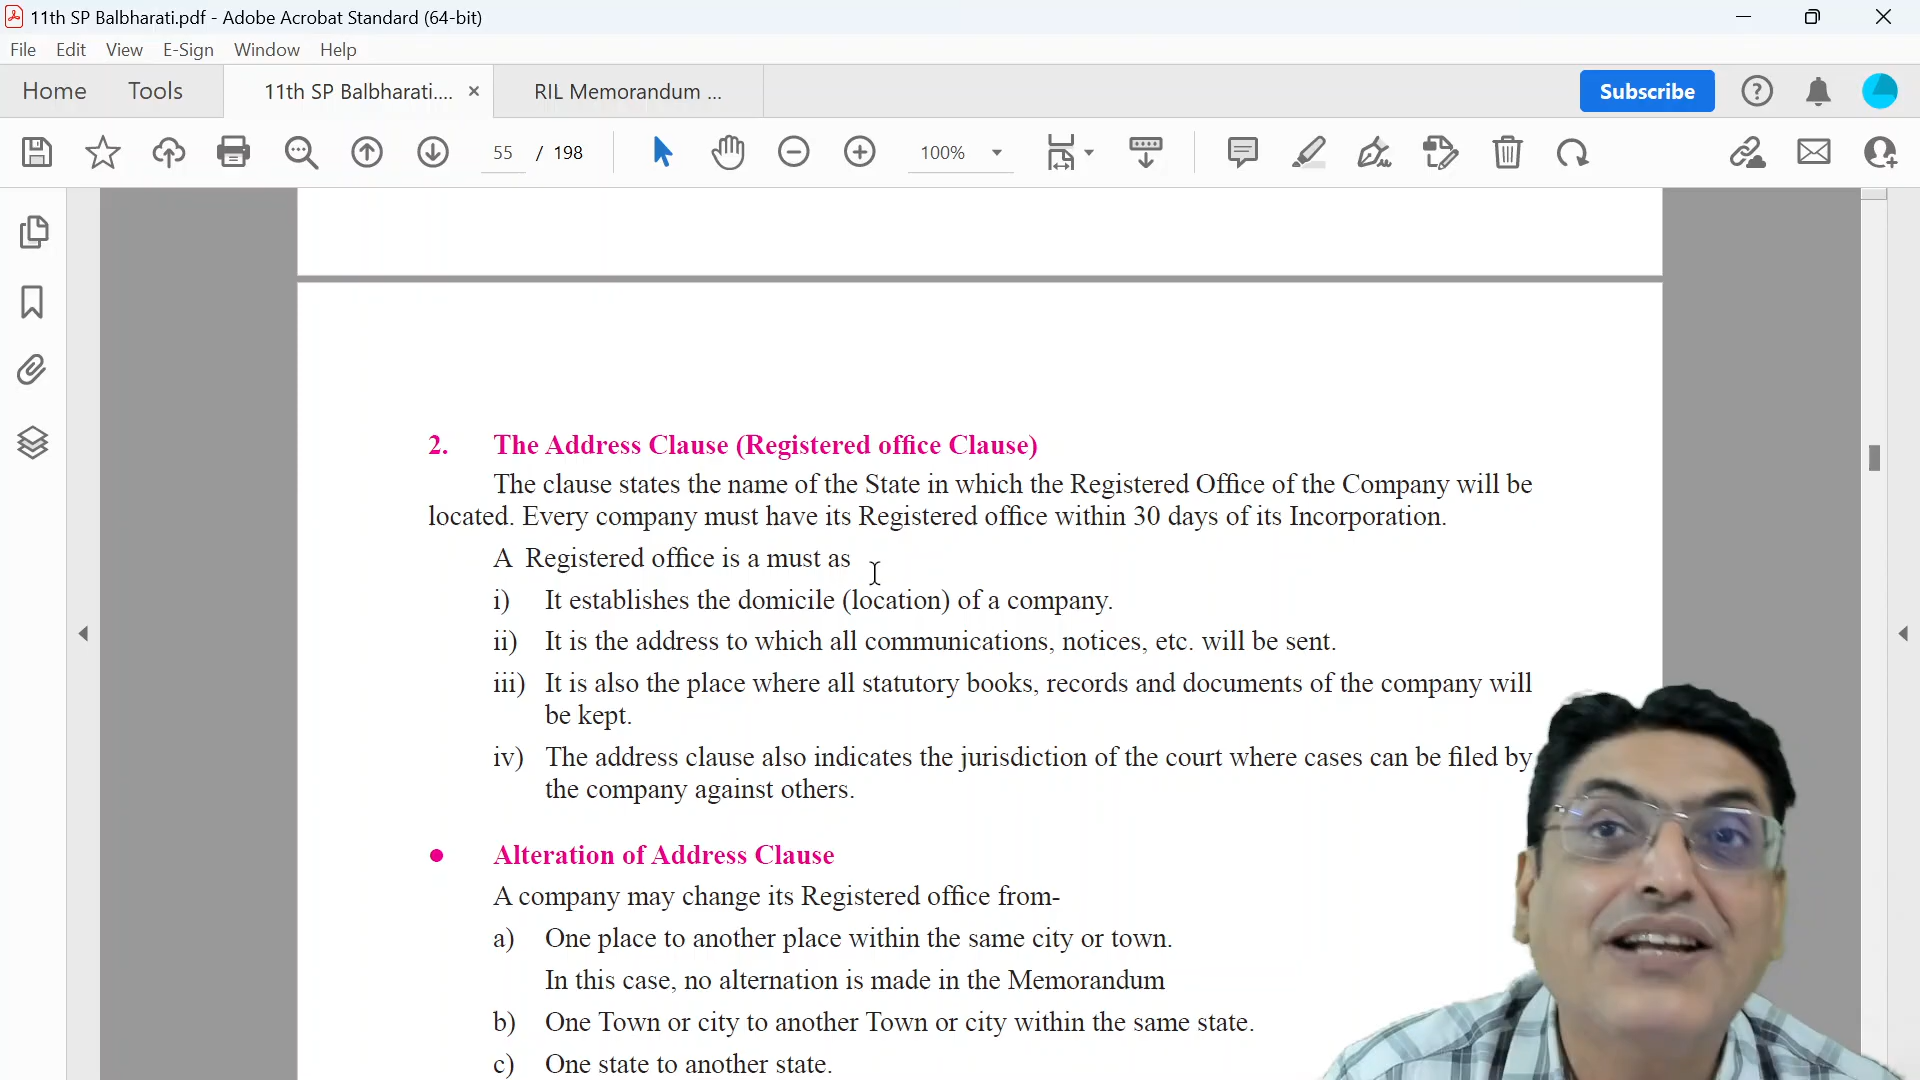 11th SP Balbharati.pdf - Adobe Acrobat Standard (64-bit)
File Edit View E-Sign Window Help
Home Tools 11th SP Balbharati.... × RIL Memorandum ... Subscribe
55 / 198 100%
2. The Address Clause (Registered office Clause)
The clause states the name of the State in which the Registered Office of the Company will be
located. Every company must have its Registered office within 30 days of its Incorporation.
A Registered office is a must as
i) It establishes the domicile (location) of a company.
ii) It is the address to which all communications, notices, etc. will be sent.
iii) It is also the place where all statutory books, records and documents of the company will
be kept.
iv) The address clause also indicates the jurisdiction of the court where cases can be filed by
the company against others.
• Alteration of Address Clause
A company may change its Registered office from-
a) One place to another place within the same city or town.
In this case, no alternation is made in the Memorandum
b) One Town or city to another Town or city within the same state.
c) One state to another state.